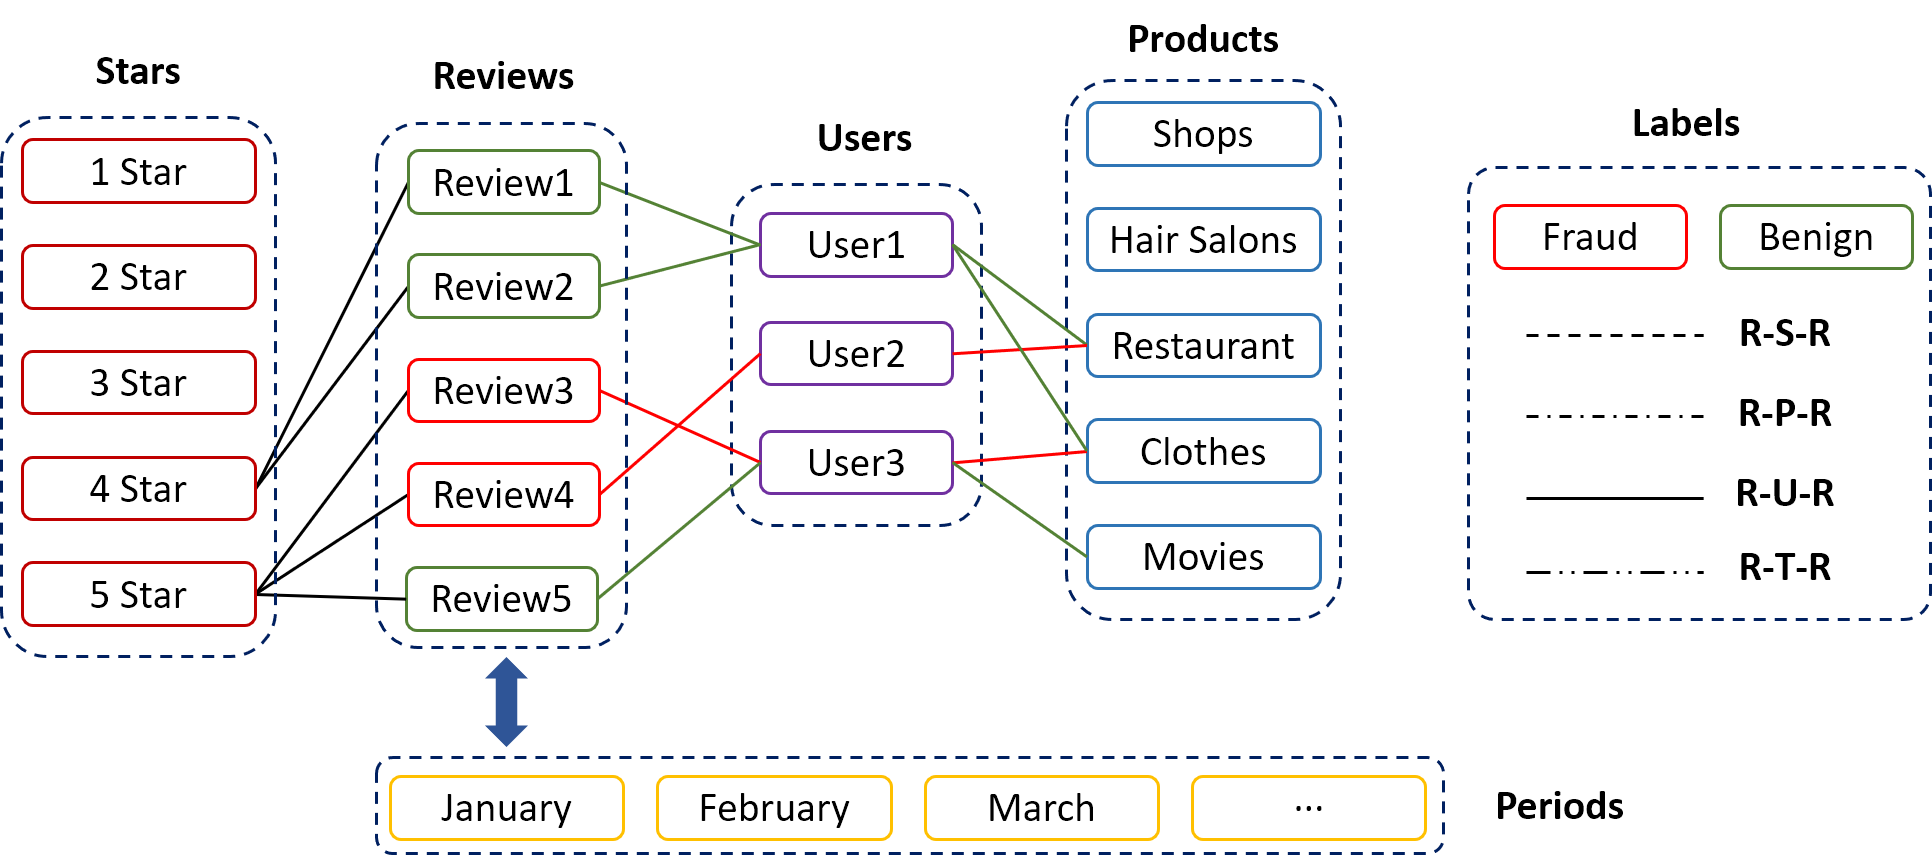 Stars
1 Star
2 Star
3 Star
4 Star
5 Star
Reviews
Review1
Review2
Review3
Review4
Review5
Users
User1
User2
User3
Products
Shops
Hair Salons
Restaurant
Clothes
Movies
Labels
Fraud
Benign
R-S-R
R-P-R
R-U-R
R-T-R
January
February
March
...
Periods